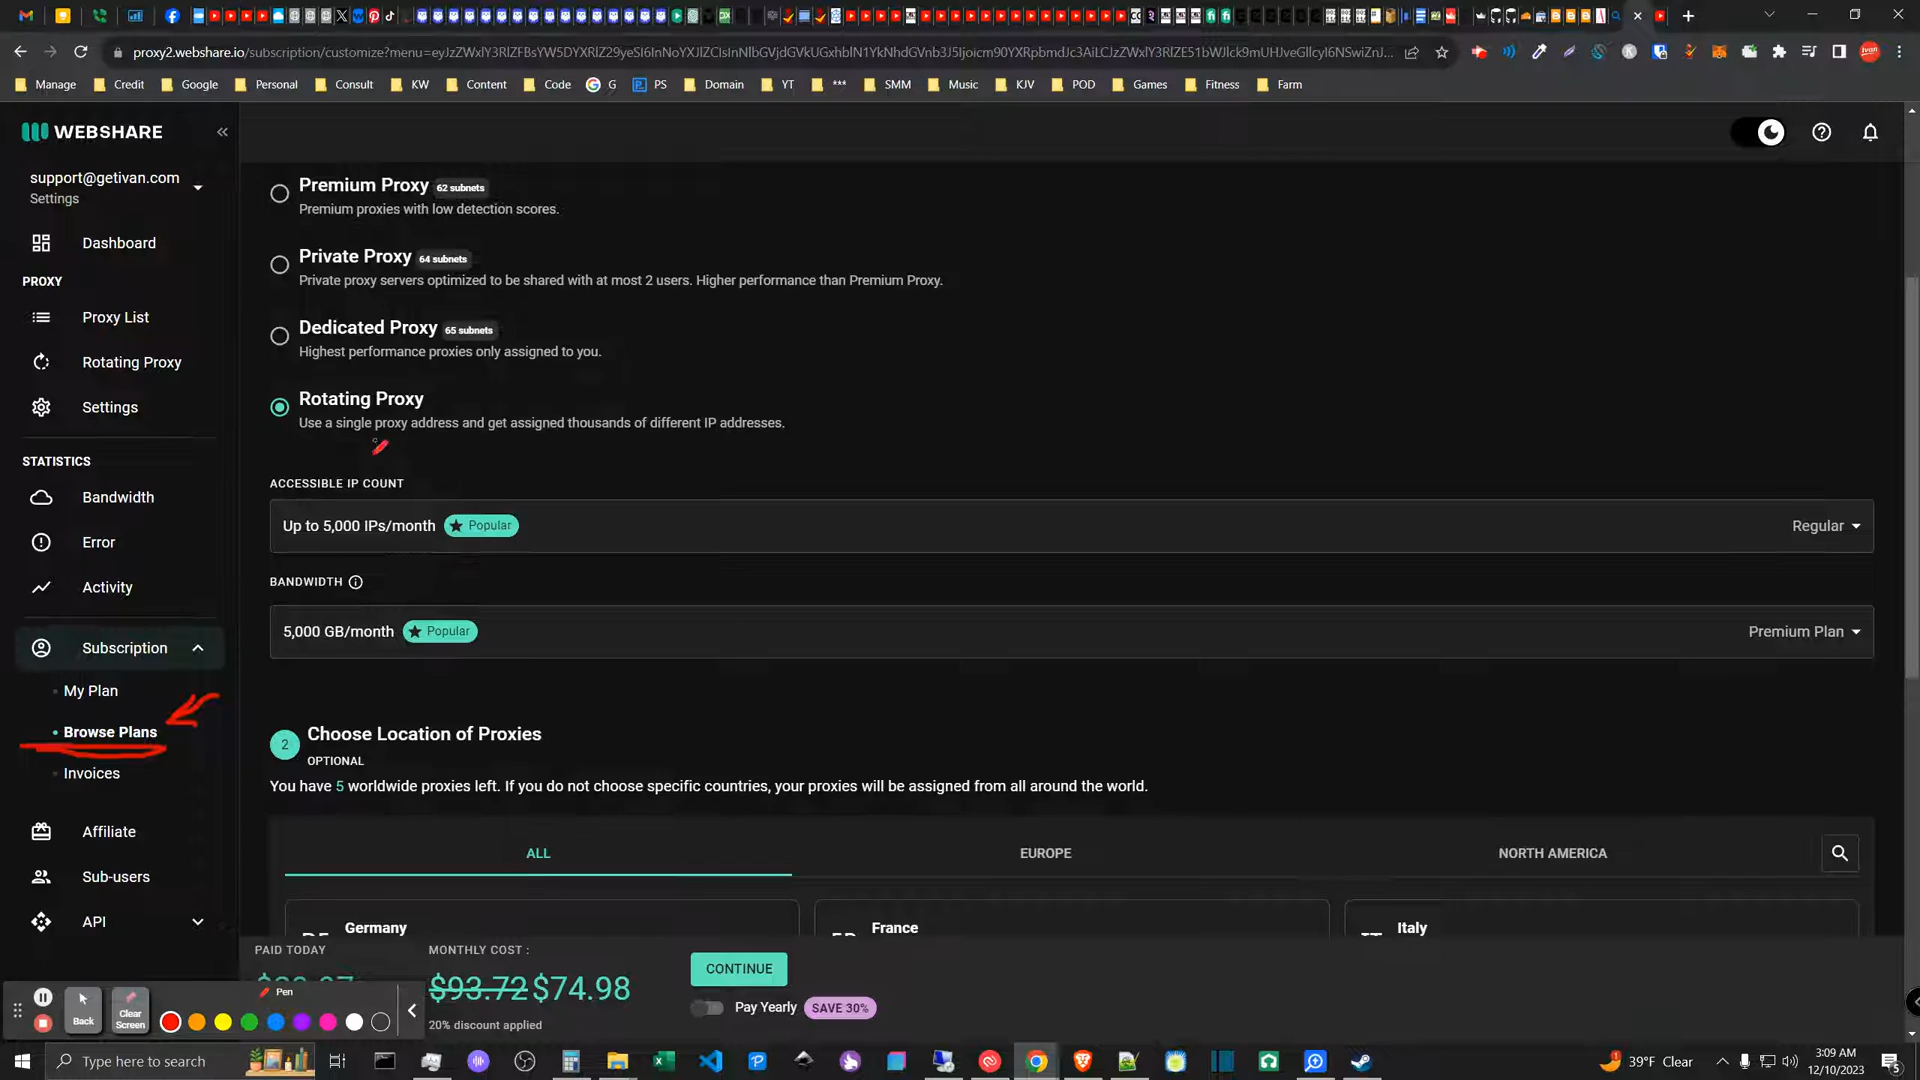 proxy2.webshare.io/subscription/customize?menu=eyJzZWxlY3RlZFBsYW5DYXRlZ29yeSI6InNoYXJlZCIsInNlbGVjdGVkUGxhblN1YkNhdGVnb3J5Ijoicm90YXRpbmdJc3AiLCJzZWxlY3RlZE51bWJlck9mUHJveGllcyI6NSwiZnJ...
Manage Credit Google Personal Consult KW Content Code G PS Domain YT *** SMM Music KJV POD Games Fitness Farm
WEBSHARE
support@getivan.com
Settings
Dashboard
PROXY
Proxy List
Rotating Proxy
Settings
STATISTICS
Bandwidth
Error
Activity
Subscription
My Plan
Browse Plans
Invoices
Affiliate
Sub-users
API
Premium Proxy 62 subnets
Premium proxies with low detection scores.
Private Proxy 64 subnets
Private proxy servers optimized to be shared with at most 2 users. Higher performance than Premium Proxy.
Dedicated Proxy 65 subnets
Highest performance proxies only assigned to you.
Rotating Proxy
Use a single proxy address and get assigned thousands of different IP addresses.
ACCESSIBLE IP COUNT
Up to 5,000 IPs/month Popular Regular
BANDWIDTH
5,000 GB/month Popular Premium Plan
2 Choose Location of Proxies
OPTIONAL
You have 5 worldwide proxies left. If you do not choose specific countries, your proxies will be assigned from all around the world.
ALL EUROPE NORTH AMERICA
Germany France Italy
PAID TODAY
MONTHLY COST :
$93.72 $74.98
20% discount applied
CONTINUE
Pay Yearly SAVE 30%
Back
Clear Screen
Pen
Type here to search
39°F Clear
3:09 AM
12/10/2023
5